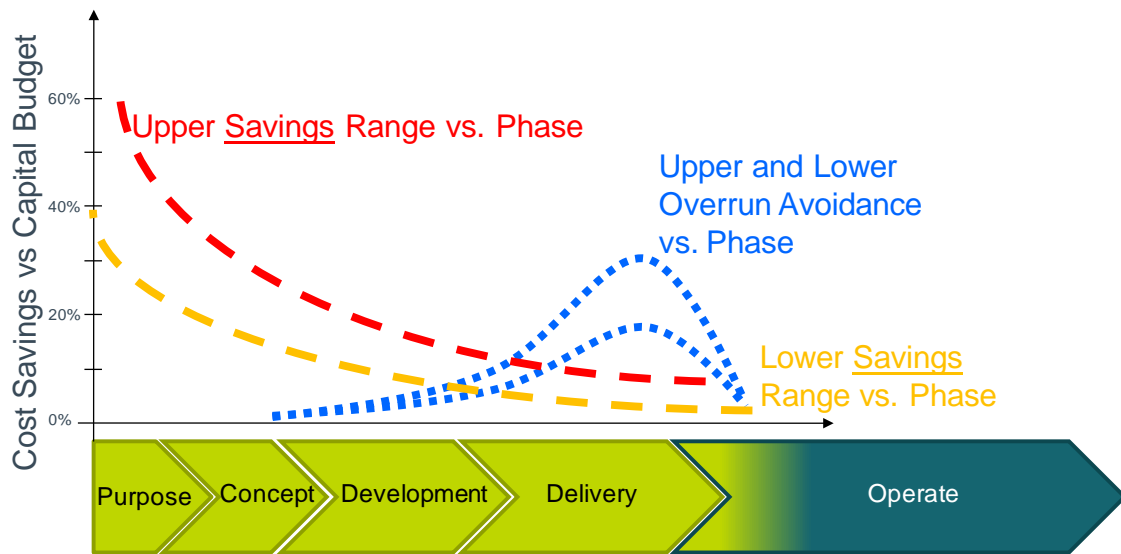 Cost Savings vs Capital Budget
60%
40%
20%
0%
Upper Savings Range vs. Phase
Upper and Lower
Overrun Avoidance
vs. Phase
Lower Savings
Range vs. Phase
Purpose
Concept
Development
Delivery
Operate